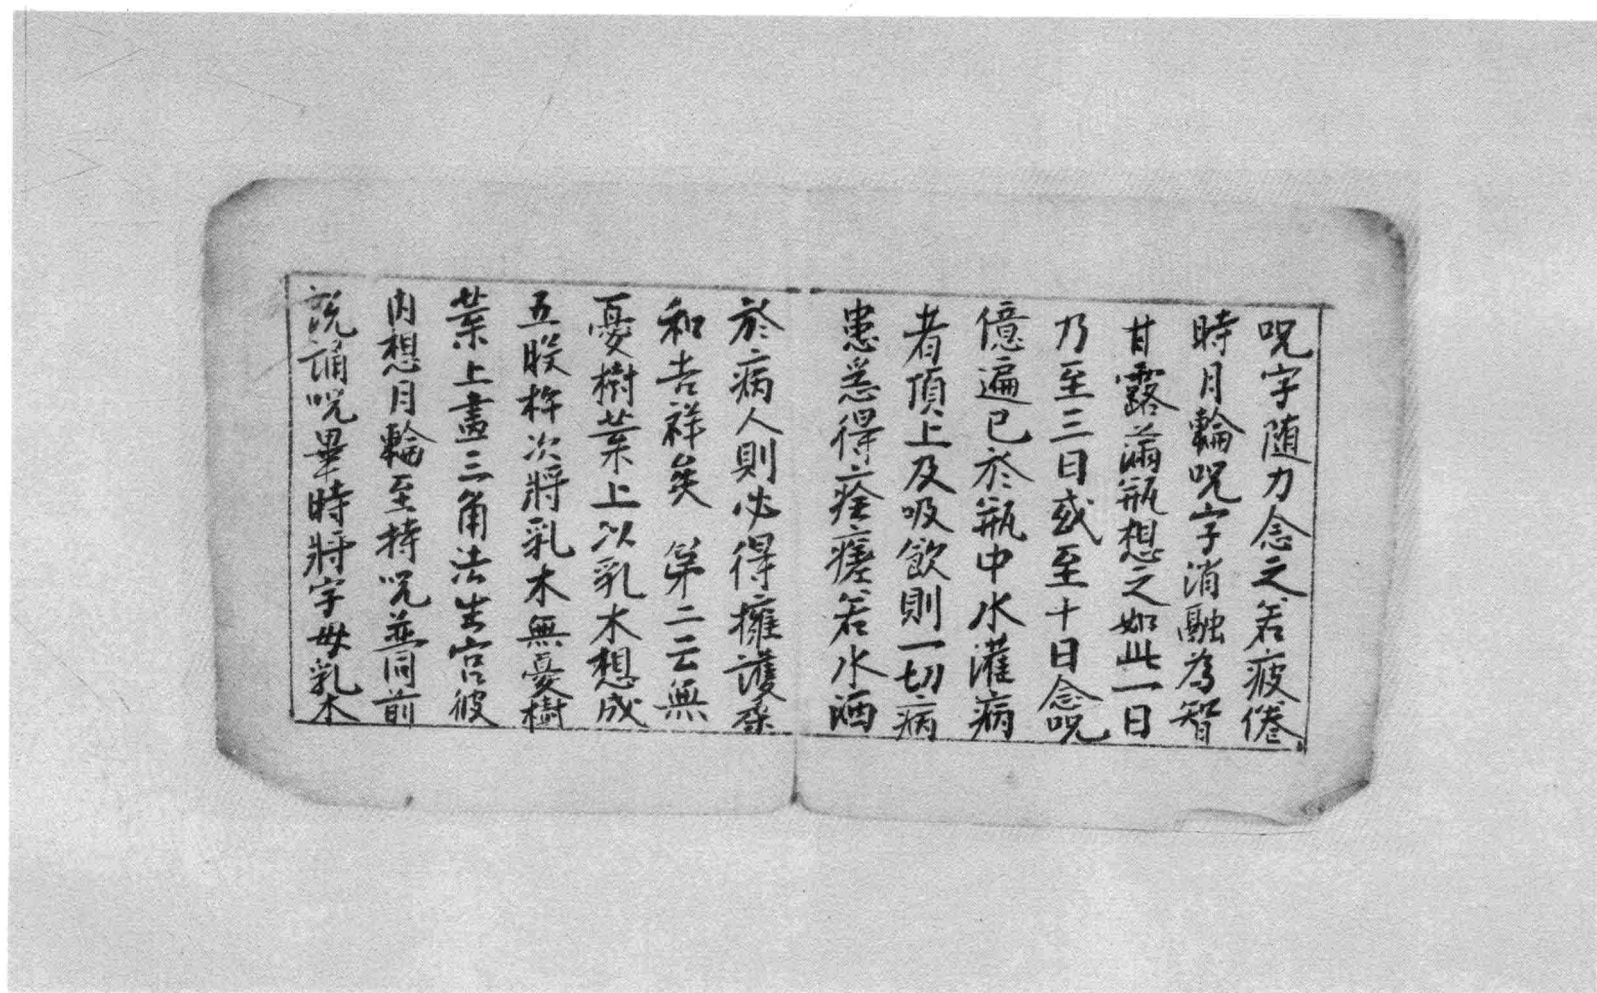 呪字随力念之若疲倦
時月輪呪字消融為智
甘露滿瓶想之如此一日
乃至三日或至十日念呪
億遍已於瓶中水灌病
者頂上及吸飲則一切病
患悉得痊瘥若水洒
於病人則必得擁護
和吉祥矣 第二云無
憂樹葉上以乳木想成
五股杵次將乳木無憂樹
葉上畫三角法生宮彼
内想月輪至持呪並同前
説誦呪畢時將字母乳木